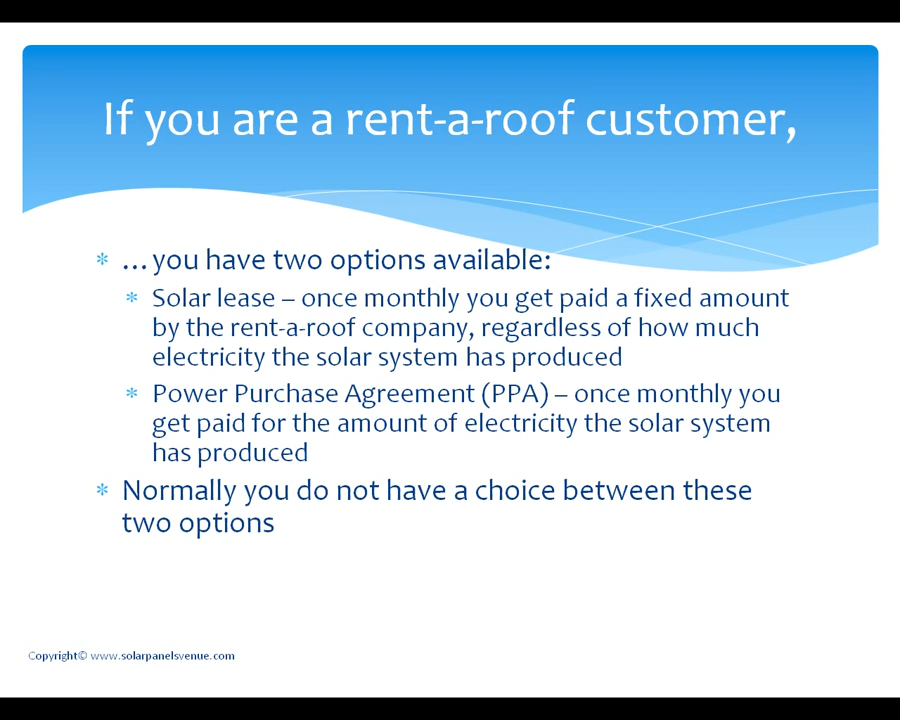 If you are a rent-a-roof customer,
* …you have two options available:
* Solar lease – once monthly you get paid a fixed amount
by the rent-a-roof company, regardless of how much
electricity the solar system has produced
* Power Purchase Agreement (PPA) – once monthly you
get paid for the amount of electricity the solar system
has produced
* Normally you do not have a choice between these
two options
Copyright© www.solarpanelsvenue.com